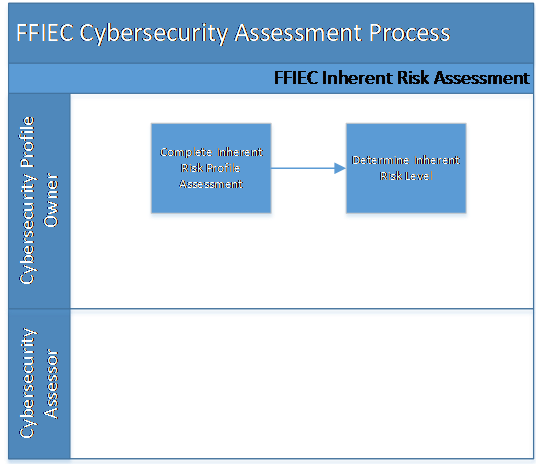 FFIEC Cybersecurity Assessment Process
FFIEC Inherent Risk Assessment
Cybersecurity Profile
Owner
Complete Inherent
Risk Profile
Assessment
Determine Inherent
Risk Level
Cybersecurity
Assessor